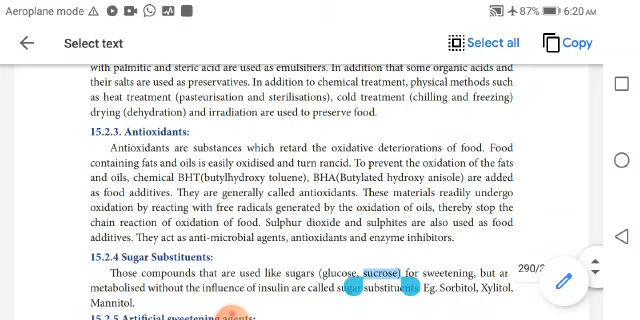 Aeroplane mode 87% 6:20 AM
Select text Select all Copy
with palmitic and steric acid are used as emulsifers. In addition that some organic acids and
their salts are used as preservatives. In addition to chemical treatment, physical methods such
as heat treatment (pasteurisation and sterilisations), cold treatment (chilling and freezing)
drying (dehydration) and irradiation are used to preserve food.
15.2.3. Antioxidants:
Antioxidants are substances which retard the oxidative deteriorations of food. Food
containing fats and oils is easily oxidised and turn rancid. To prevent the oxidation of the fats
and oils, chemical BHT(butylhydroxy toluene), BHA(Butylated hydroxy anisole) are added
as food additives. They are generally called antioxidants. These materials readily undergo
oxidation by reacting with free radicals generated by the oxidation of oils, thereby stop the
chain reaction of oxidation of food. Sulphur dioxide and sulphites are also used as food
additives. They act as anti-microbial agents, antioxidants and enzyme inhibitors.
15.2.4 Sugar Substituents:
Those compounds that are used like sugars (glucose, sucrose) for sweetening, but ar
metabolised without the influence of insulin are called sugar substituents. Eg. Sorbitol, Xylitol,
Mannitol.
15.2.5 Artificial sweetening agents:
290/3